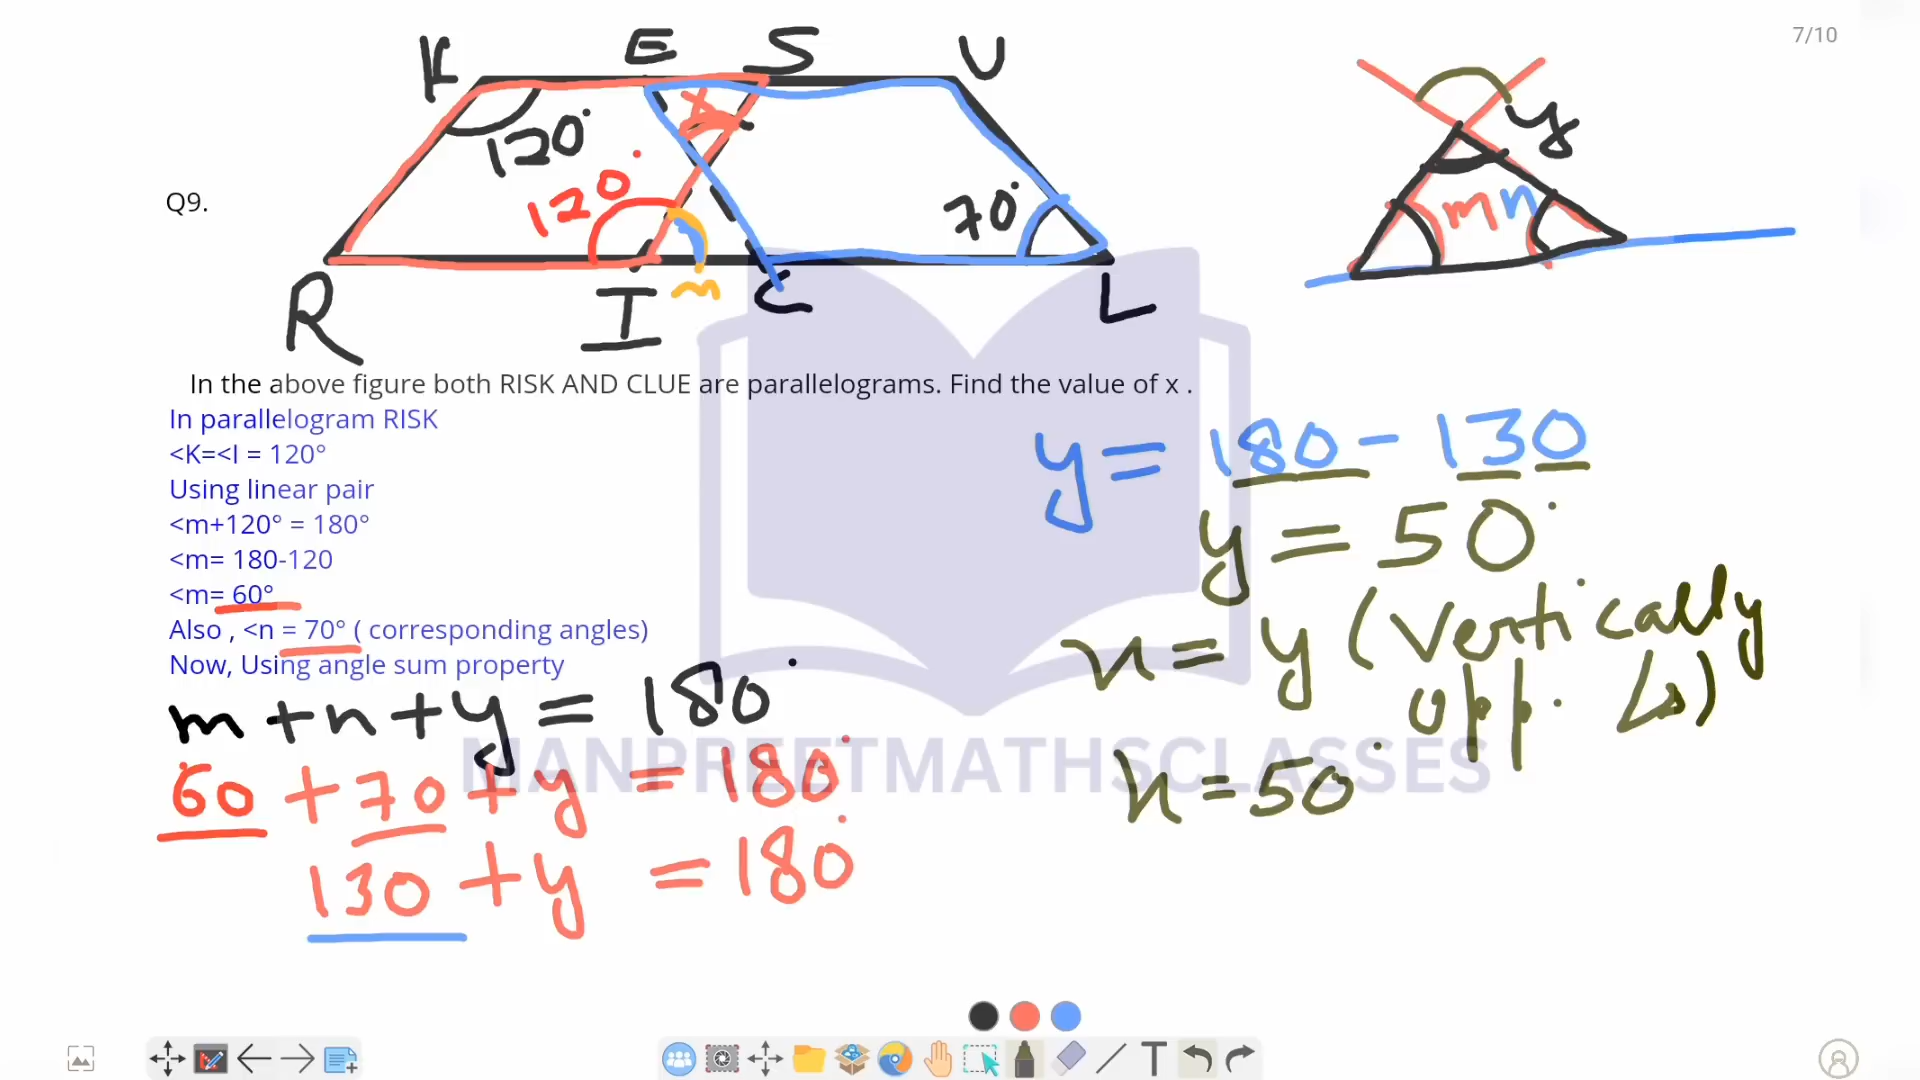 7/10
K E S U
120°
x
120°
70°
y
m n
Q9.
R I m C L
In the above figure both RISK AND CLUE are parallelograms. Find the value of x .
In parallelogram RISK
<K=<I = 120°
Using linear pair
<m+120° = 180°
<m= 180-120
<m= 60°
Also , <n = 70° ( corresponding angles)
Now, Using angle sum property
m + n + y = 180°
60° + 70 + y = 180°
130 + y = 180°
y = 180 - 130
y = 50°
x = y (Vertically
opp. ∠s)
x = 50°
MANPREETMATHSCLASSES
T